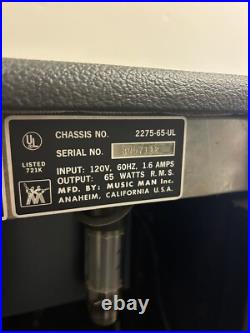 UL
LISTED
721K
CHASSIS NO. 2275-65-UL
SERIAL NO.
INPUT: 120V, 60HZ, 1.6 AMPS
OUTPUT: 65 WATTS R.M.S.
MFD. BY: MUSIC MAN Inc.
ANAHEIM, CALIFORNIA U.S.A.